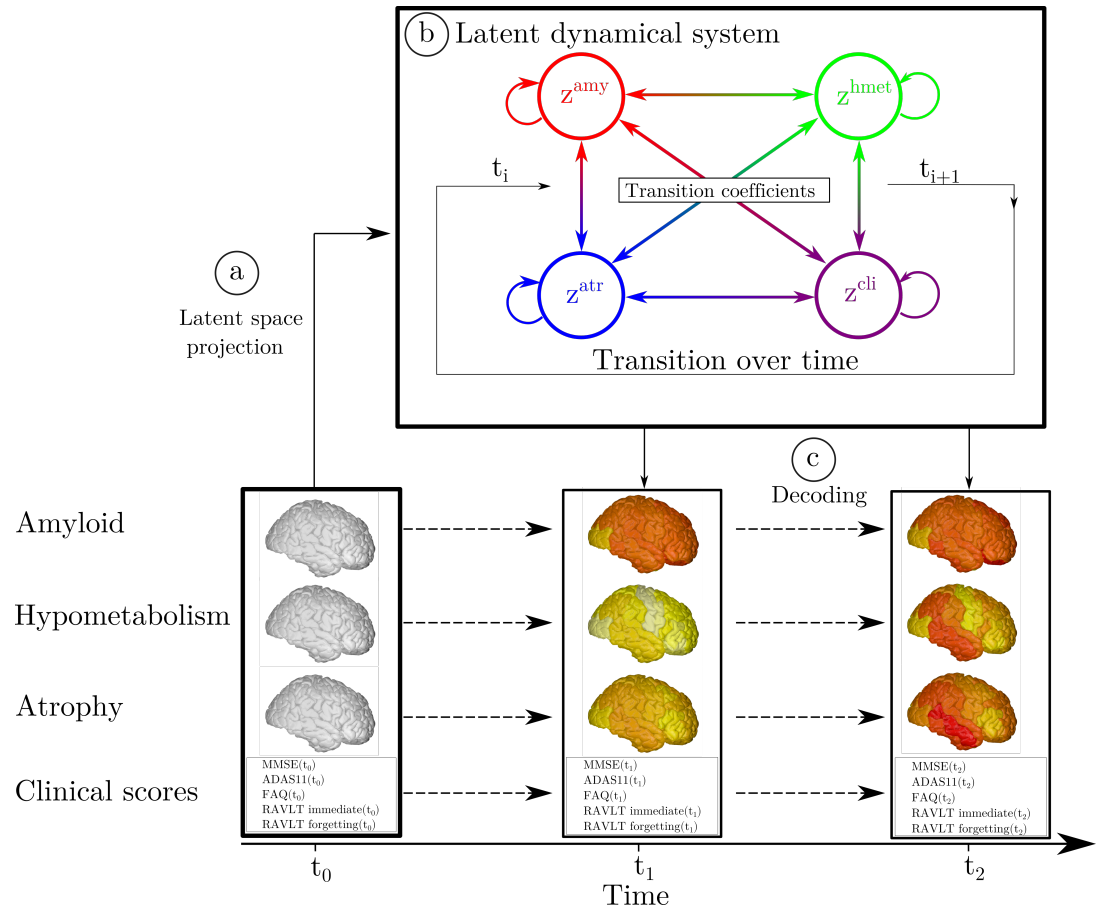 b Latent dynamical system
z^amy
z^hmet
t_i
Transition coefficients
t_{i+1}
a
Latent space
projection
z^atr
z^cli
Transition over time
c
Decoding
Amyloid
Hypometabolism
Atrophy
Clinical scores
MMSE(t_0)
ADAS11(t_0)
FAQ(t_0)
RAVLT immediate(t_0)
RAVLT forgetting(t_0)
MMSE(t_1)
ADAS11(t_1)
FAQ(t_1)
RAVLT immediate(t_1)
RAVLT forgetting(t_1)
MMSE(t_2)
ADAS11(t_2)
FAQ(t_2)
RAVLT immediate(t_2)
RAVLT forgetting(t_2)
t_0
t_1
t_2
Time